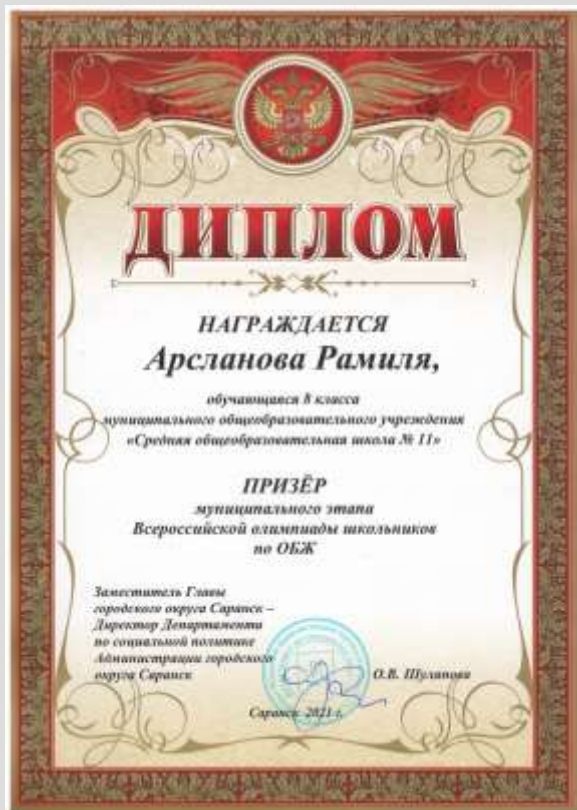 ДИПЛОМ
НАГРАЖДАЕТСЯ
Арсланова Рамиля,
обучающаяся 8 класса
муниципального общеобразовательного учреждения
«Средняя общеобразовательная школа № 11»
ПРИЗЁР
муниципального этапа
Всероссийской олимпиады школьников
по ОБЖ
Заместитель Главы
городского округа Саранск –
Директор Департамента
по социальной политике
Администрации городского
округа Саранск
О.В. Шулапова
Саранск 2021 г.